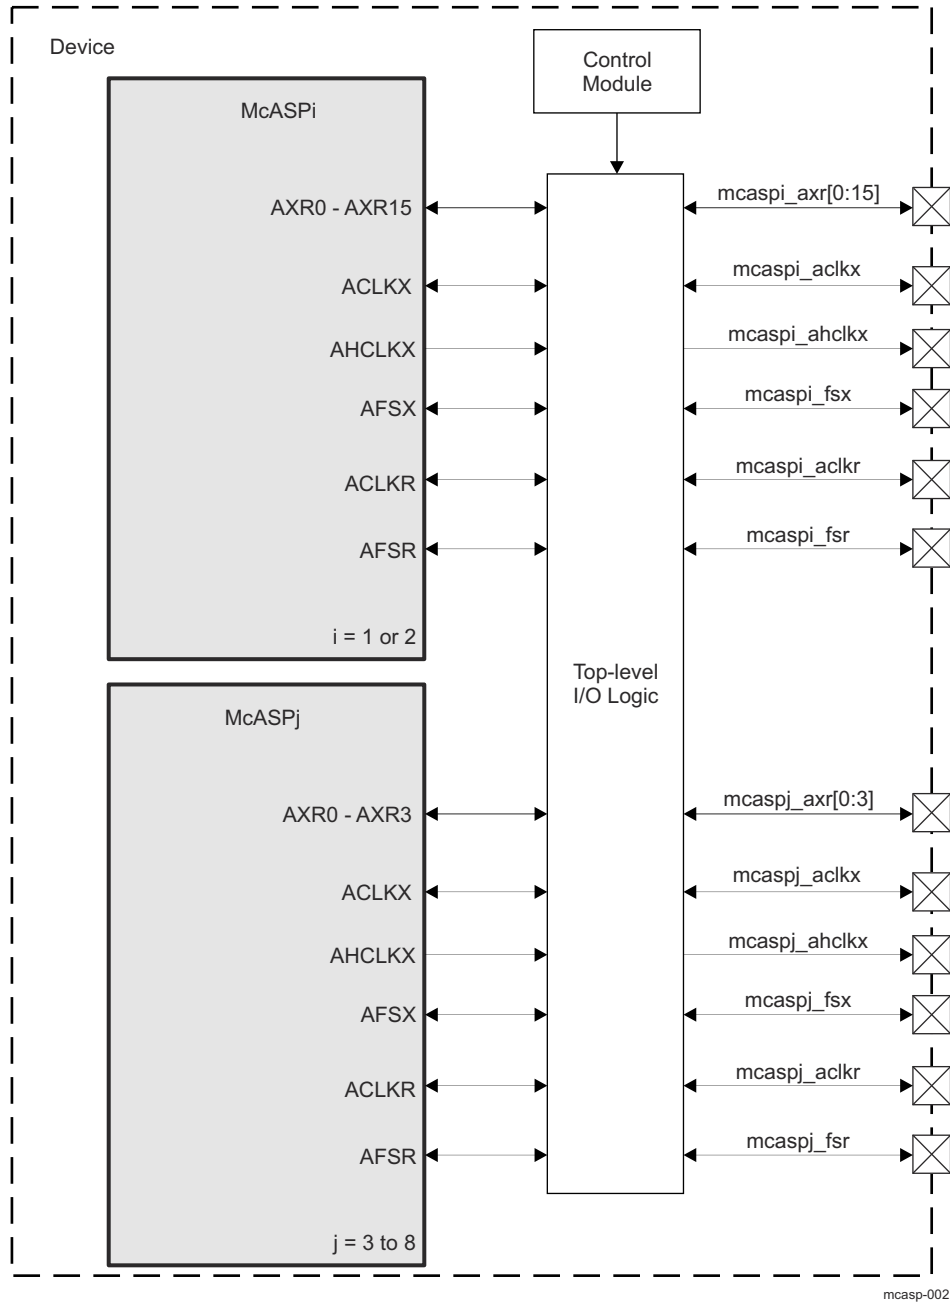 Device
Control
Module
McASPi
AXR0 - AXR15
mcaspi_axr[0:15]
ACLKX
mcaspi_aclkx
AHCLKX
mcaspi_ahclkx
AFSX
mcaspi_fsx
ACLKR
mcaspi_aclkr
AFSR
mcaspi_fsr
i = 1 or 2
Top-level
I/O Logic
McASPj
AXR0 - AXR3
mcaspj_axr[0:3]
ACLKX
mcaspj_aclkx
AHCLKX
mcaspj_ahclkx
AFSX
mcaspj_fsx
ACLKR
mcaspj_aclkr
AFSR
mcaspj_fsr
j = 3 to 8
mcasp-002